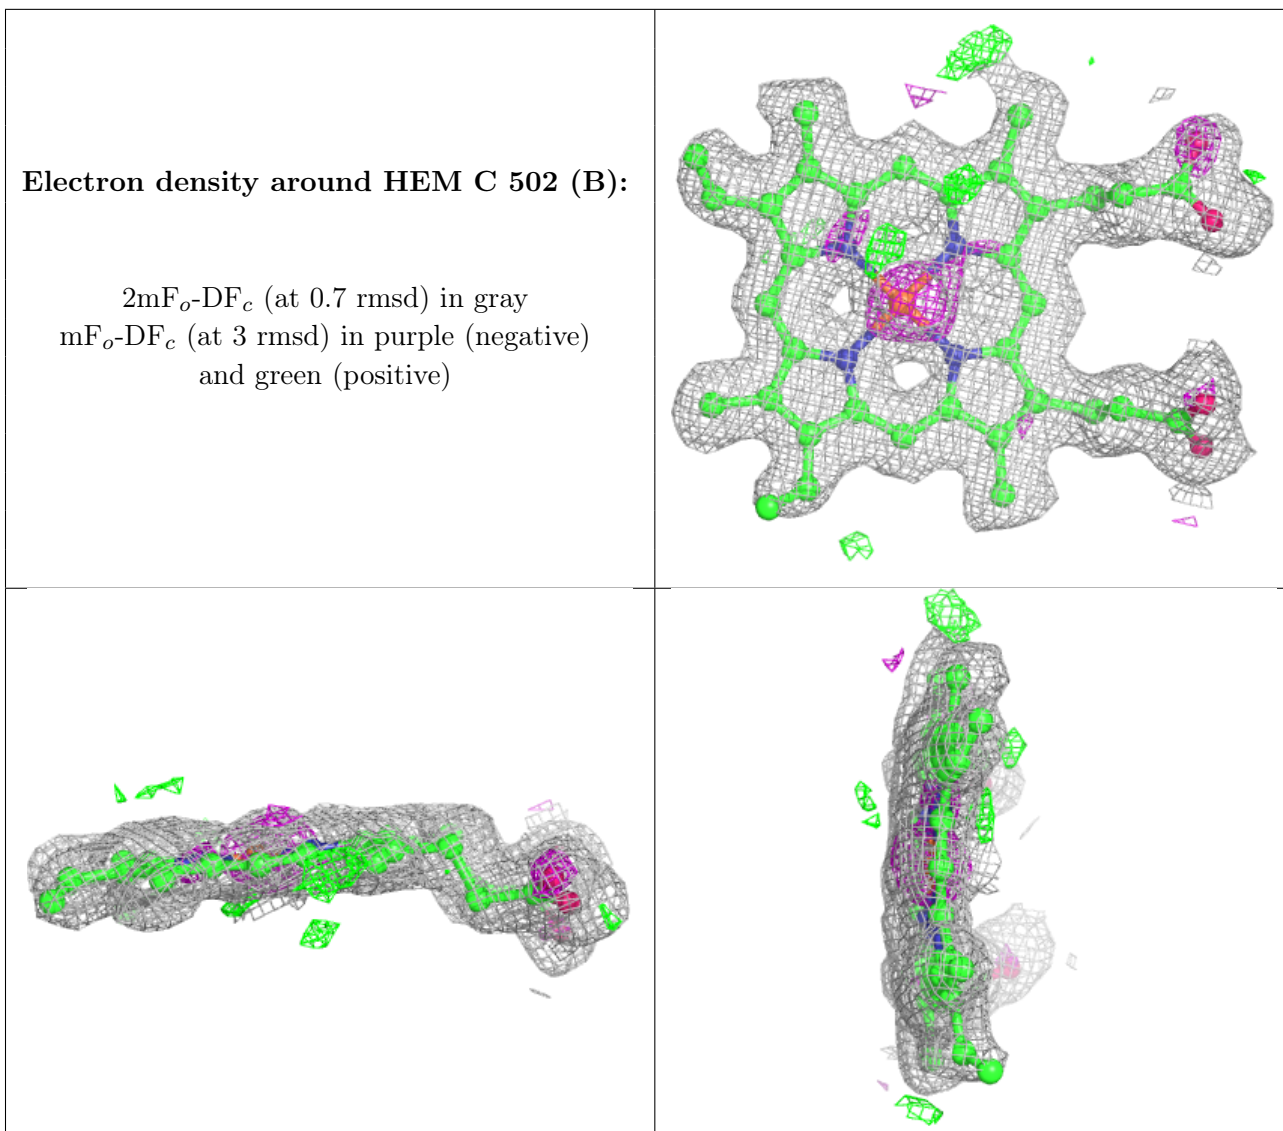 Electron density around HEM C 502 (B):
2mFₒ-DF𝒸 (at 0.7 rmsd) in gray
mFₒ-DF𝒸 (at 3 rmsd) in purple (negative)
and green (positive)